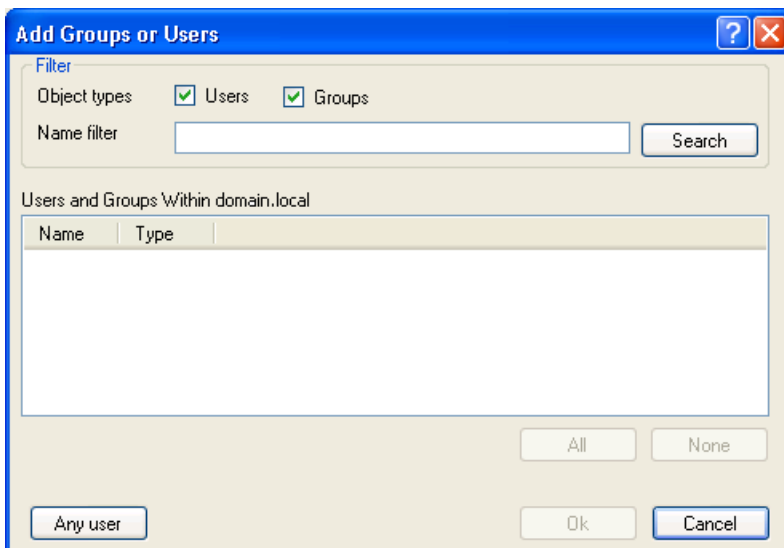 Add Groups or Users
Filter
Object types Users Groups
Name filter Search
Users and Groups Within domain.local
Name Type
All None
Any user Ok Cancel